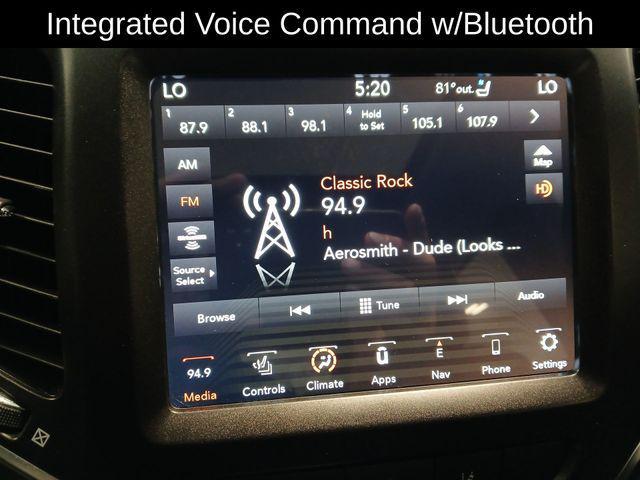 Integrated Voice Command w/Bluetooth
LO 5:20 81°out. LO
1 87.9 2 88.1 3 98.1 4 Hold to Set 5 105.1 6 107.9
AM
Map
FM
HD
Classic Rock
94.9
h
Aerosmith - Dude (Looks ...
Source
Select
Browse Tune Audio
94.9 E
Media Controls Climate Apps Nav Phone Settings